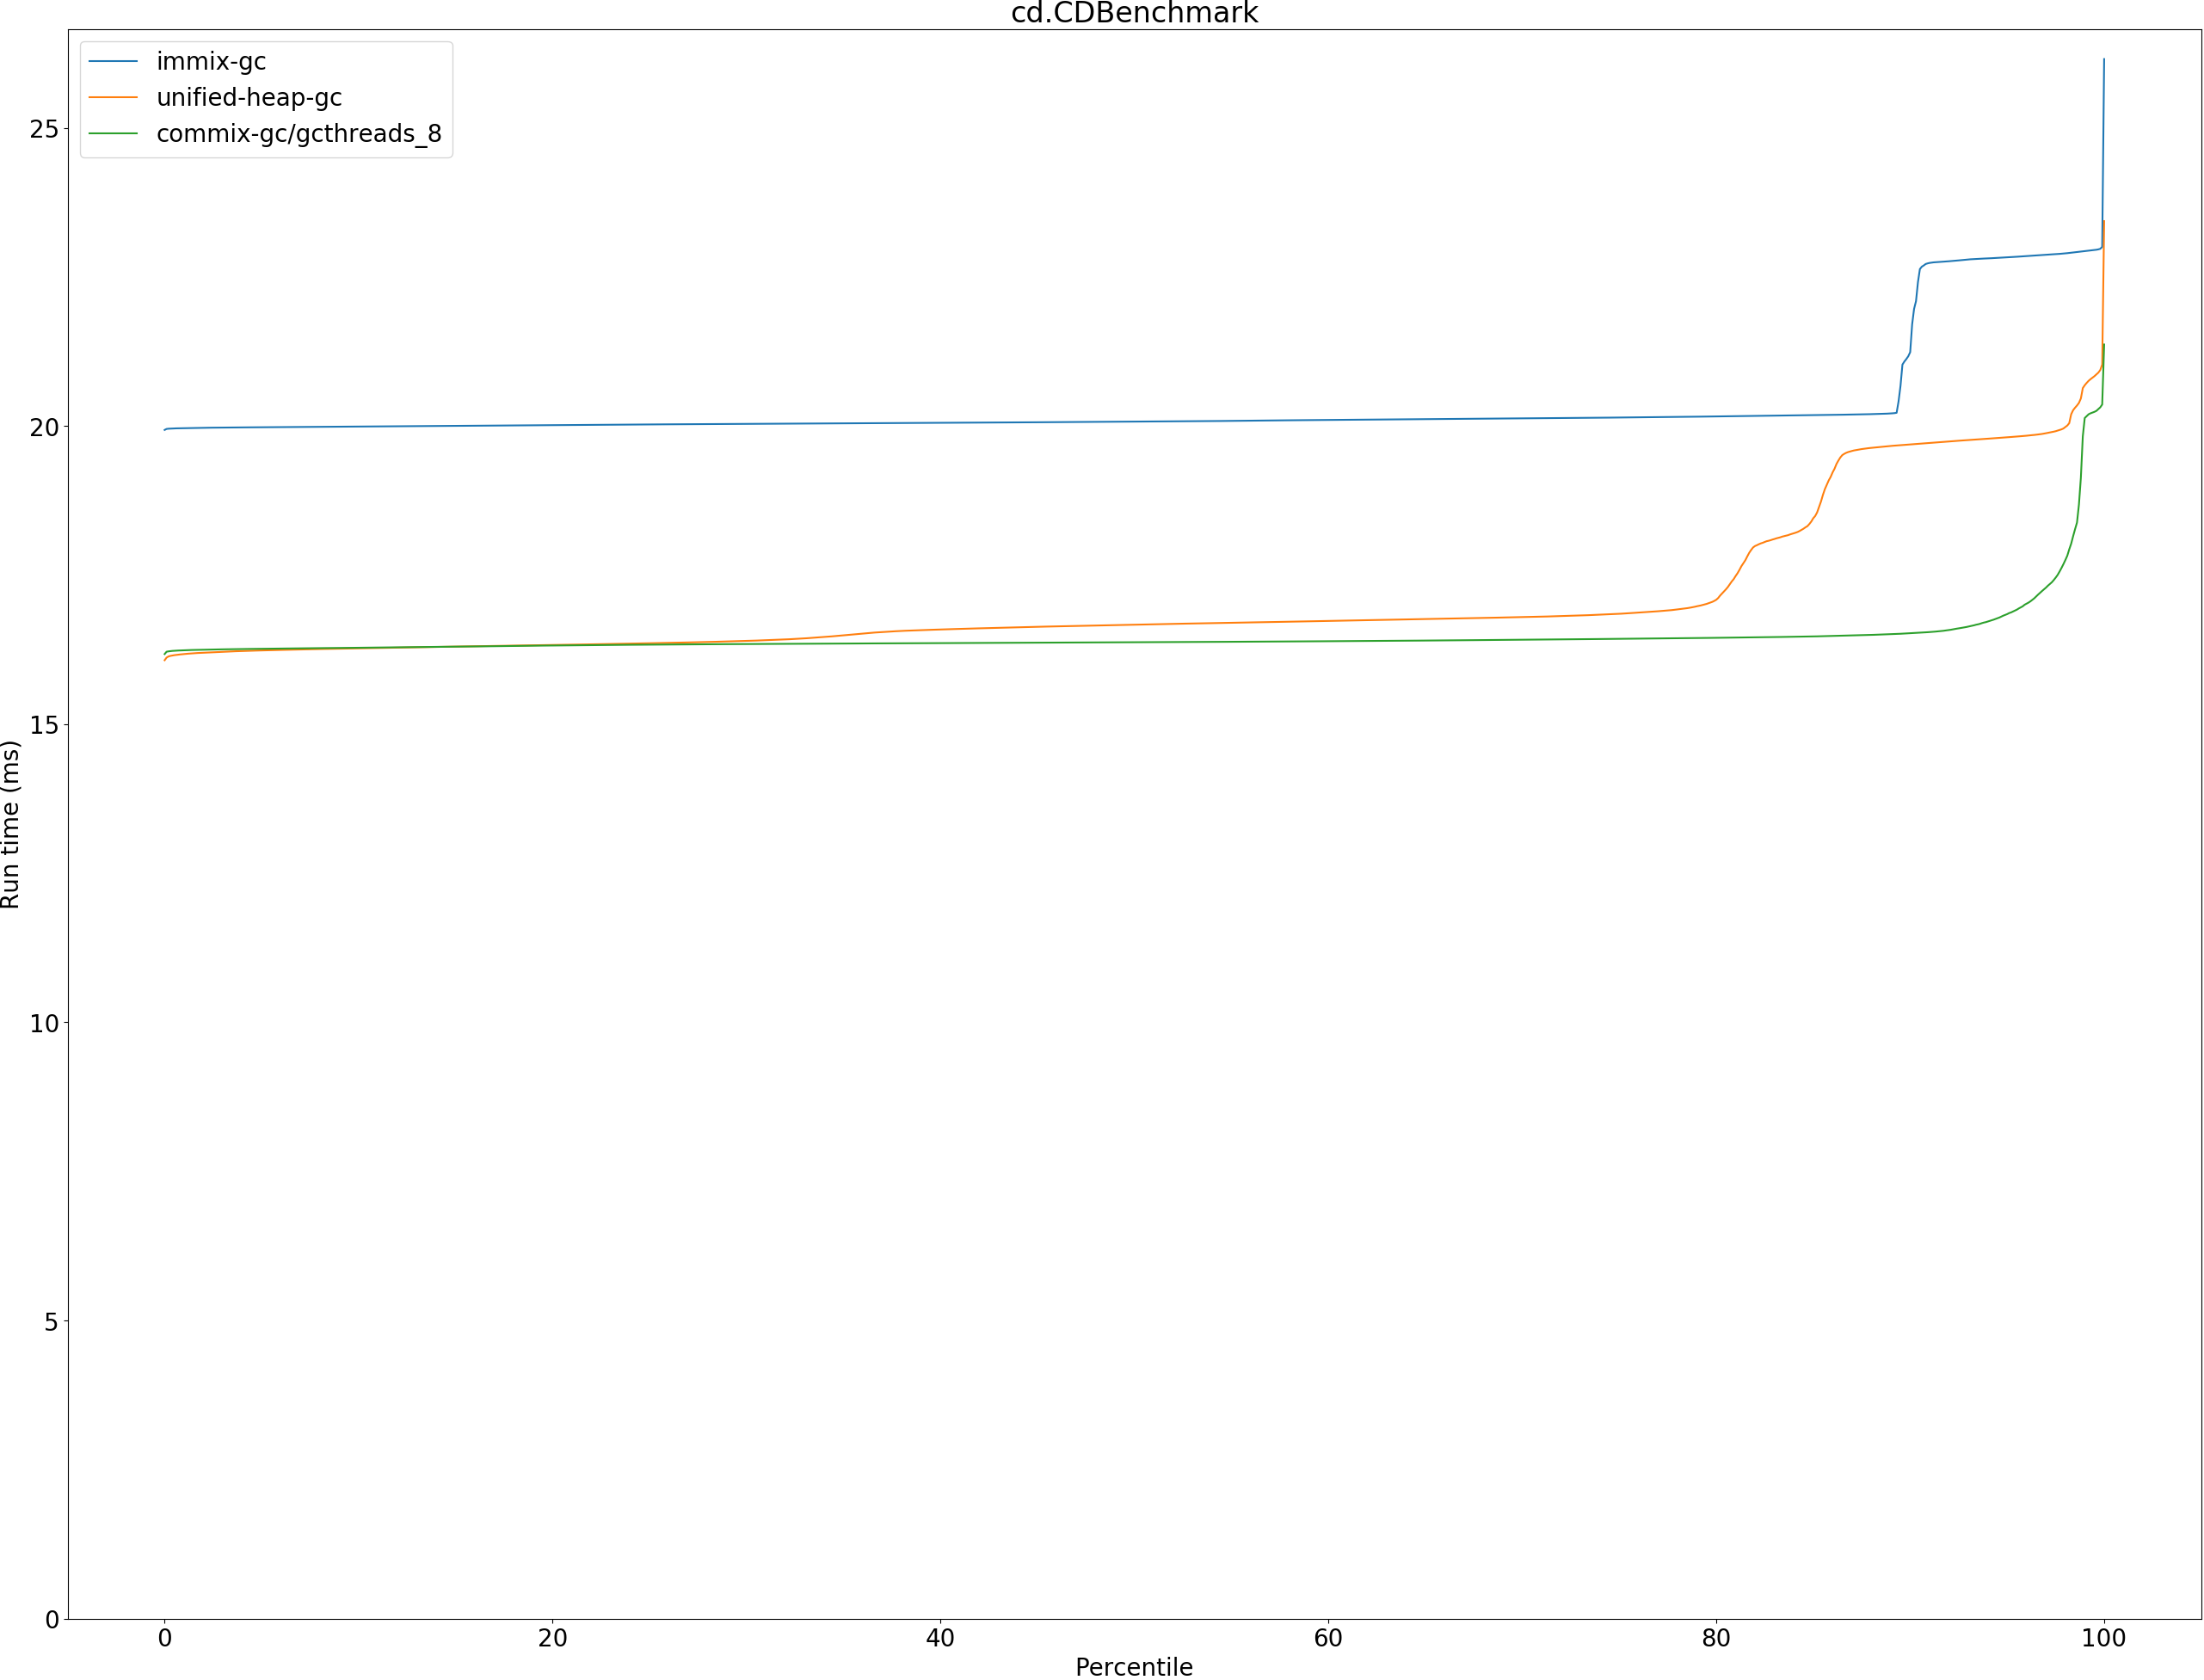 cd.CDBenchmark
immix-gc
unified-heap-gc
commix-gc/gcthreads_8
25
20
15
10
5
0
Run time (ms)
0 20 40 60 80 100
Percentile